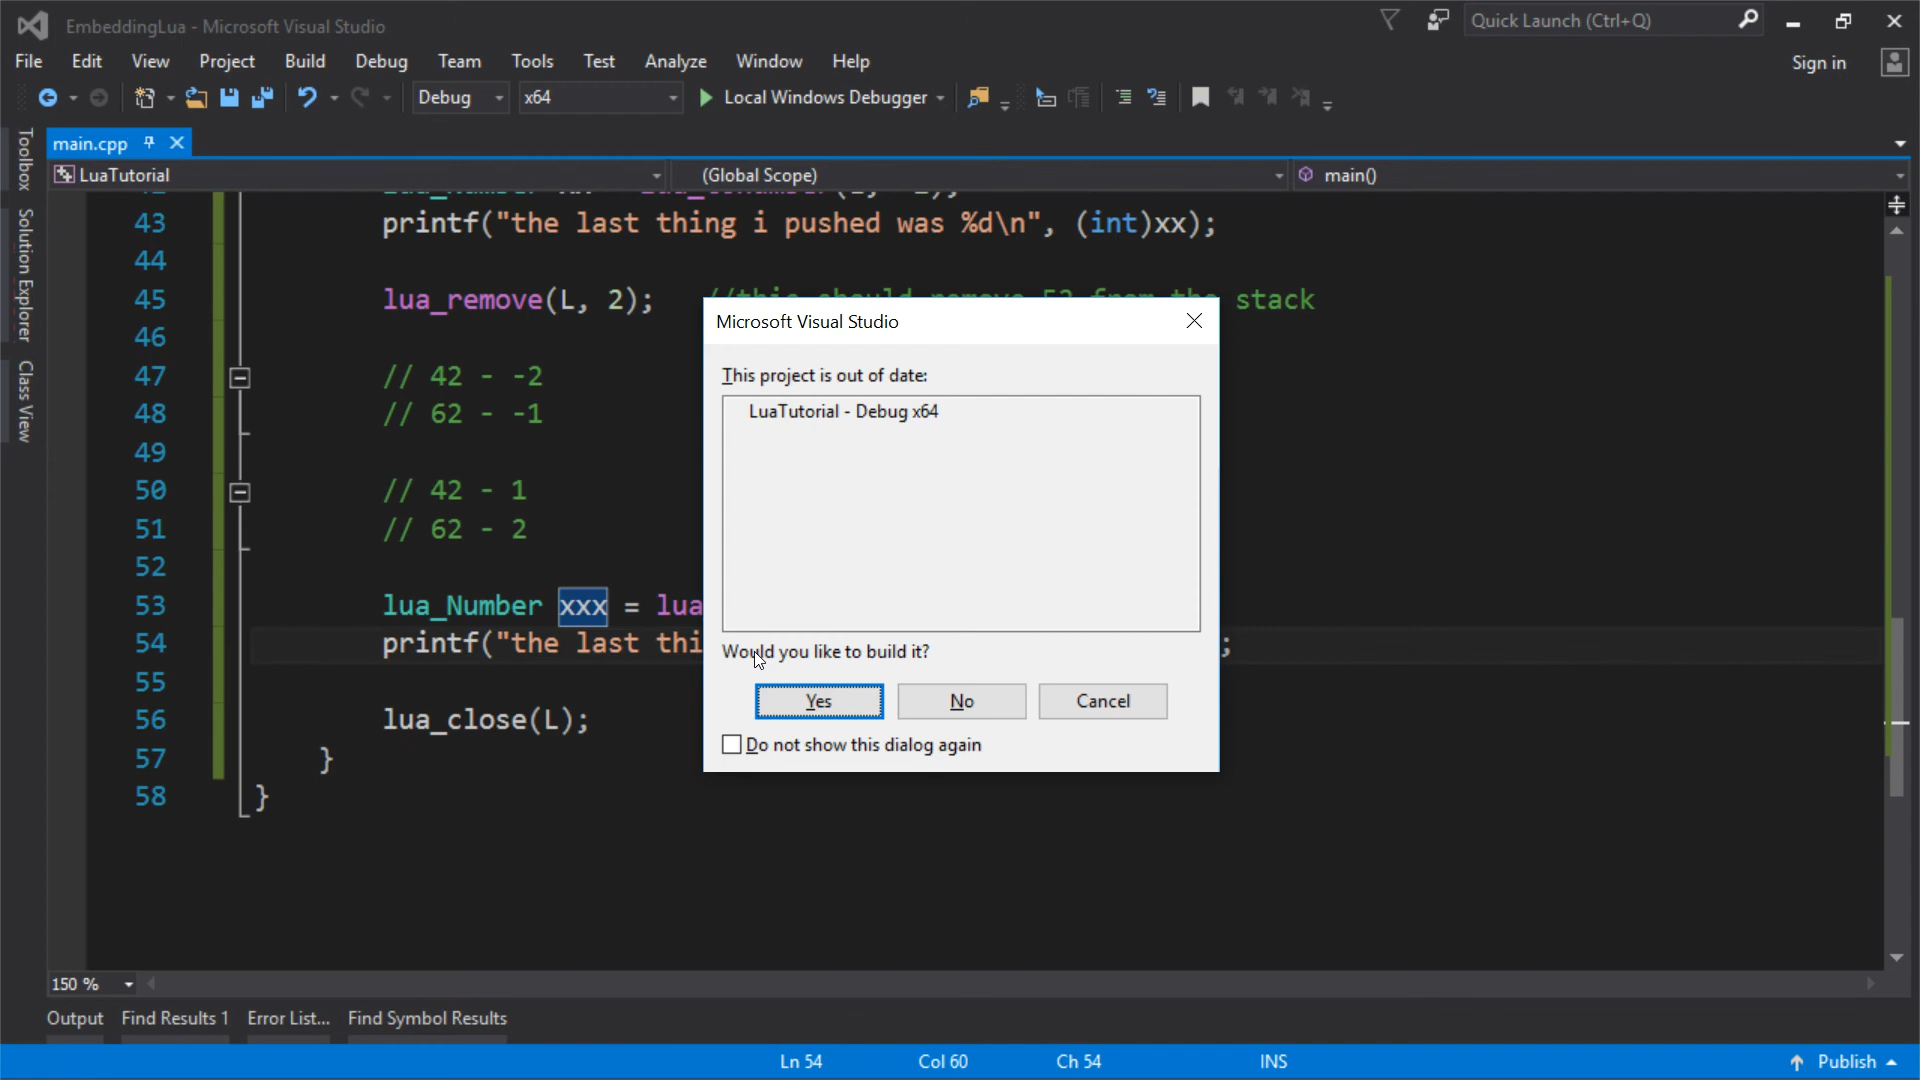 EmbeddingLua - Microsoft Visual Studio
Quick Launch (Ctrl+Q)
File Edit View Project Build Debug Team Tools Test Analyze Window Help
Sign in
Debug x64 Local Windows Debugger
main.cpp
LuaTutorial (Global Scope) main()
Toolbox
Solution Explorer
Class View
43 printf("the last thing i pushed was %d\n", (int)xx);
44
45 lua_remove(L, 2); //this should remove 52 from the stack
46
47 // 42 - -2
48 // 62 - -1
49
50 // 42 - 1
51 // 62 - 2
52
53 lua_Number xxx = lua
54 printf("the last thi ;
55
56 lua_close(L);
57 }
58 }
Microsoft Visual Studio
This project is out of date:
LuaTutorial - Debug x64
Would you like to build it?
Yes No Cancel
Do not show this dialog again
150 %
Output Find Results 1 Error List... Find Symbol Results
Ln 54 Col 60 Ch 54 INS Publish